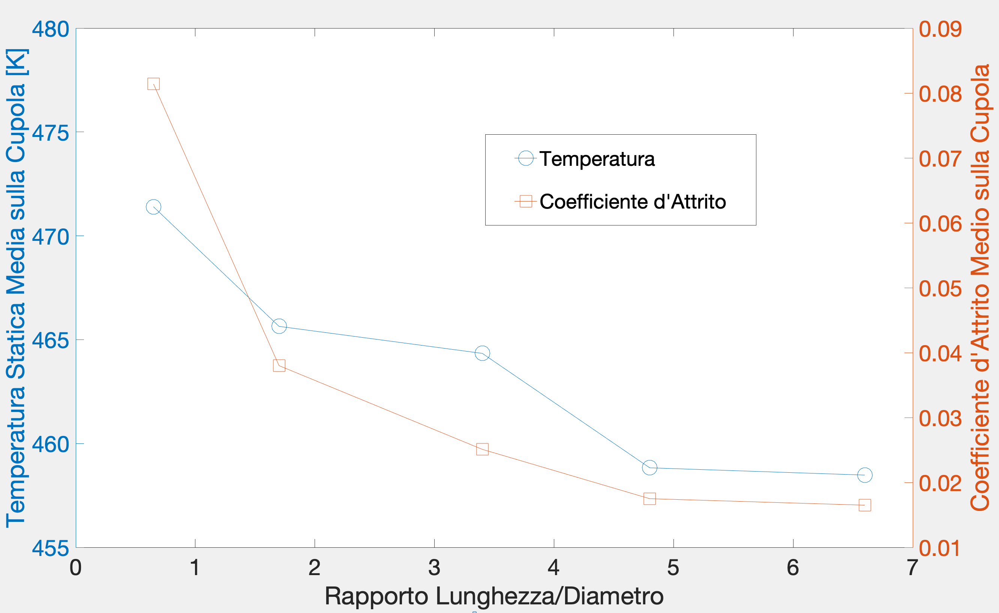 Temperatura Statica Media sulla Cupola [K]
480
475
470
465
460
455
0 1 2 3 4 5 6 7
Rapporto Lunghezza/Diametro
Temperatura
Coefficiente d'Attrito
0.09
0.08
0.07
0.06
0.05
0.04
0.03
0.02
0.01
Coefficiente d'Attrito Medio sulla Cupola